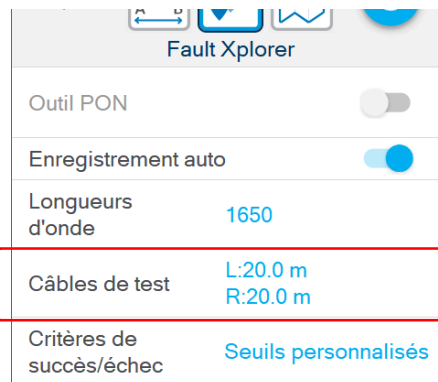 A B
Fault Xplorer
Outil PON
Enregistrement auto
Longueurs
d'onde
1650
Câbles de test
L:20.0 m
R:20.0 m
Critères de
succès/échec
Seuils personnalisés